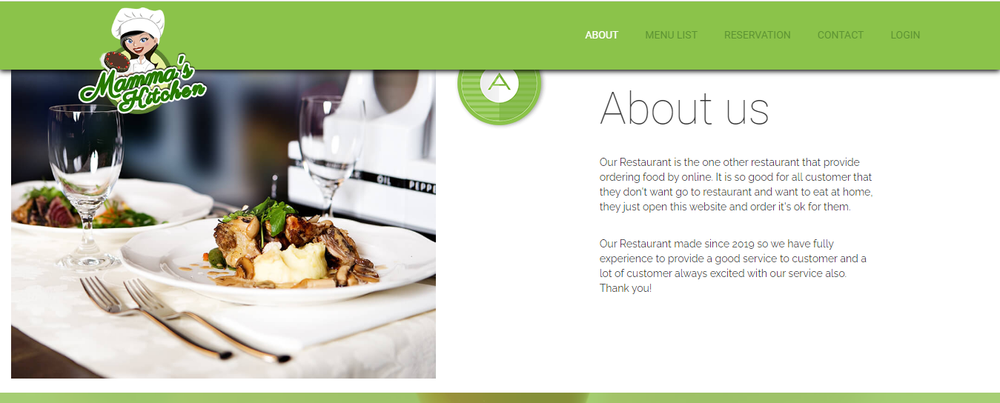 ABOUT MENU LIST RESERVATION CONTACT LOGIN
Mamma's
Kitchen
A
About us
OIL PEPPE
Our Restaurant is the one other restaurant that provide
ordering food by online. It is so good for all customer that
they don't want go to restaurant and want to eat at home,
they just open this website and order it's ok for them.
Our Restaurant made since 2019 so we have fully
experience to provide a good service to customer and a
lot of customer always excited with our service also.
Thank you!